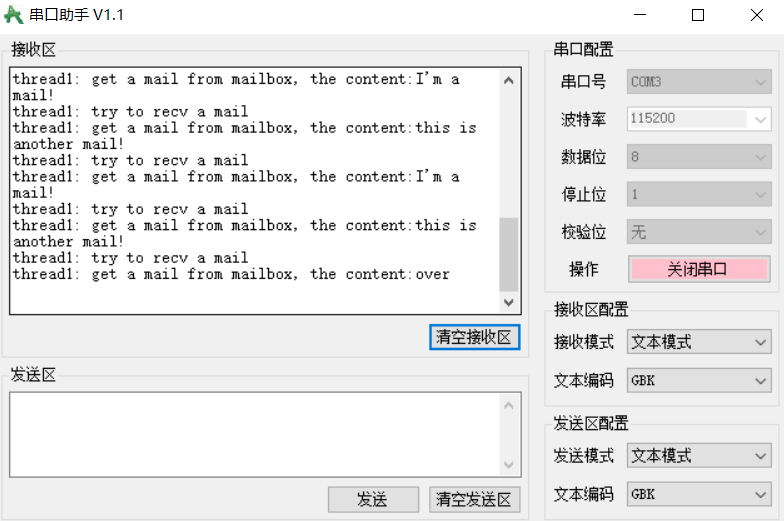 串口助手 V1.1
接收区
thread1: get a mail from mailbox, the content:I'm a
mail!
thread1: try to recv a mail
thread1: get a mail from mailbox, the content:this is
another mail!
thread1: try to recv a mail
thread1: get a mail from mailbox, the content:I'm a
mail!
thread1: try to recv a mail
thread1: get a mail from mailbox, the content:this is
another mail!
thread1: try to recv a mail
thread1: get a mail from mailbox, the content:over
清空接收区
发送区
发送
清空发送区
串口配置
串口号 COM3
波特率 115200
数据位 8
停止位 1
校验位 无
操作 关闭串口
接收区配置
接收模式 文本模式
文本编码 GBK
发送区配置
发送模式 文本模式
文本编码 GBK